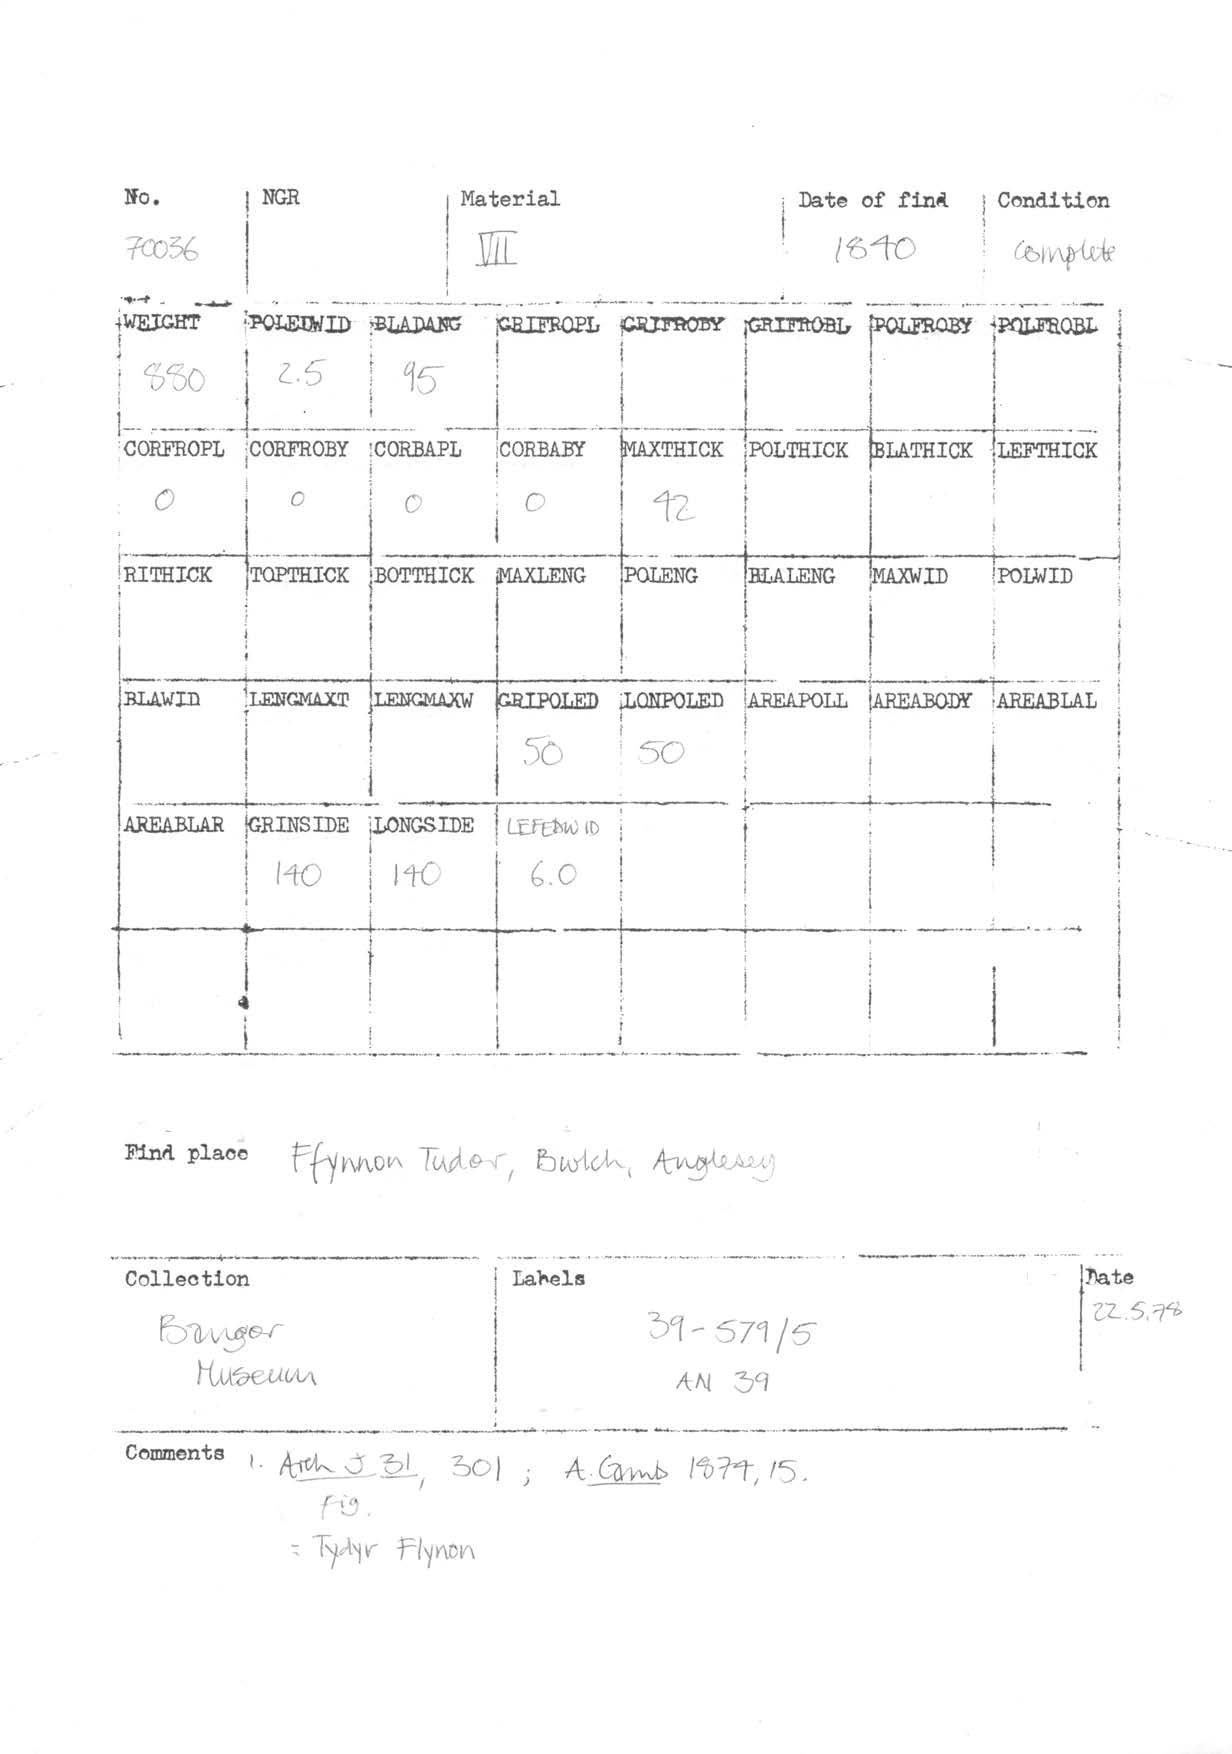 No. NGR Material Date of find Condition
70036 VII 1840 complete
WEIGHT POLEDWID BLADANG GRIFROPL GRIFROBY GRIFROBL POLFROBY POLFROBL
880 2.5 95
CORFROPL CORFROBY CORBAPL CORBABY MAXTHICK POLTHICK BLATHICK LEFTHICK
0 0 0 0 42
RITHICK TOPTHICK BOTTHICK MAXLENG POLENG BLALENG MAXWID POLWID
BLAWID LENGMAXT LENGMAXW GRIPOLED LONPOLED AREAPOLL AREABODY AREABLAL
50 50
AREABLAR GRINSIDE LONGSIDE LEFEDWID
140 140 6.0
Find place Ffynnon Tudor, Bwlch, Anglesey
Collection Labels Date
Bangor Museum 39-579/5 22.5.78
AN 39
Comments 1. Arch J 31, 301 ; A. Camb 1874, 15.
fig.
= Tydyr Flynon